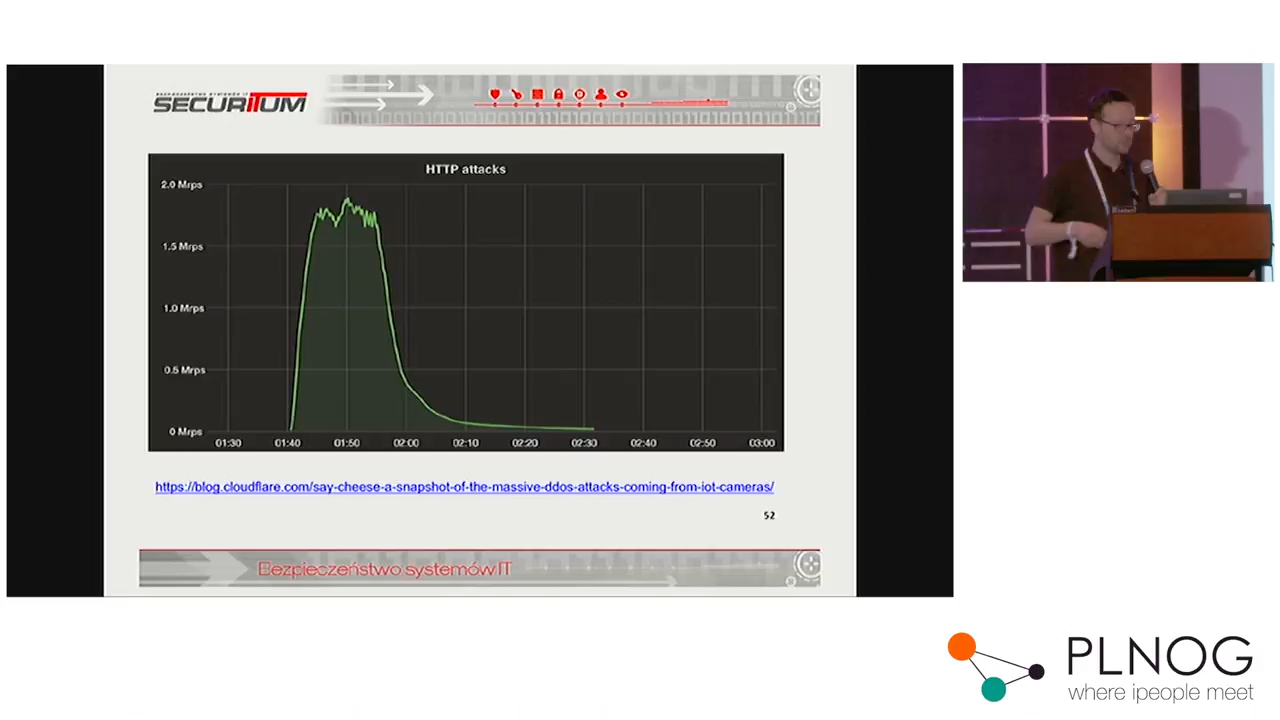 BEZPIECZEŃSTWO SYSTEMÓW IT
SECURITUM
HTTP attacks
2.0 Mrps
1.5 Mrps
1.0 Mrps
0.5 Mrps
0 Mrps
01:30 01:40 01:50 02:00 02:10 02:20 02:30 02:40 02:50 03:00
https://blog.cloudflare.com/say-cheese-a-snapshot-of-the-massive-ddos-attacks-coming-from-iot-cameras/
52
Bezpieczeństwo systemów IT
PLNOG
where ipeople meet